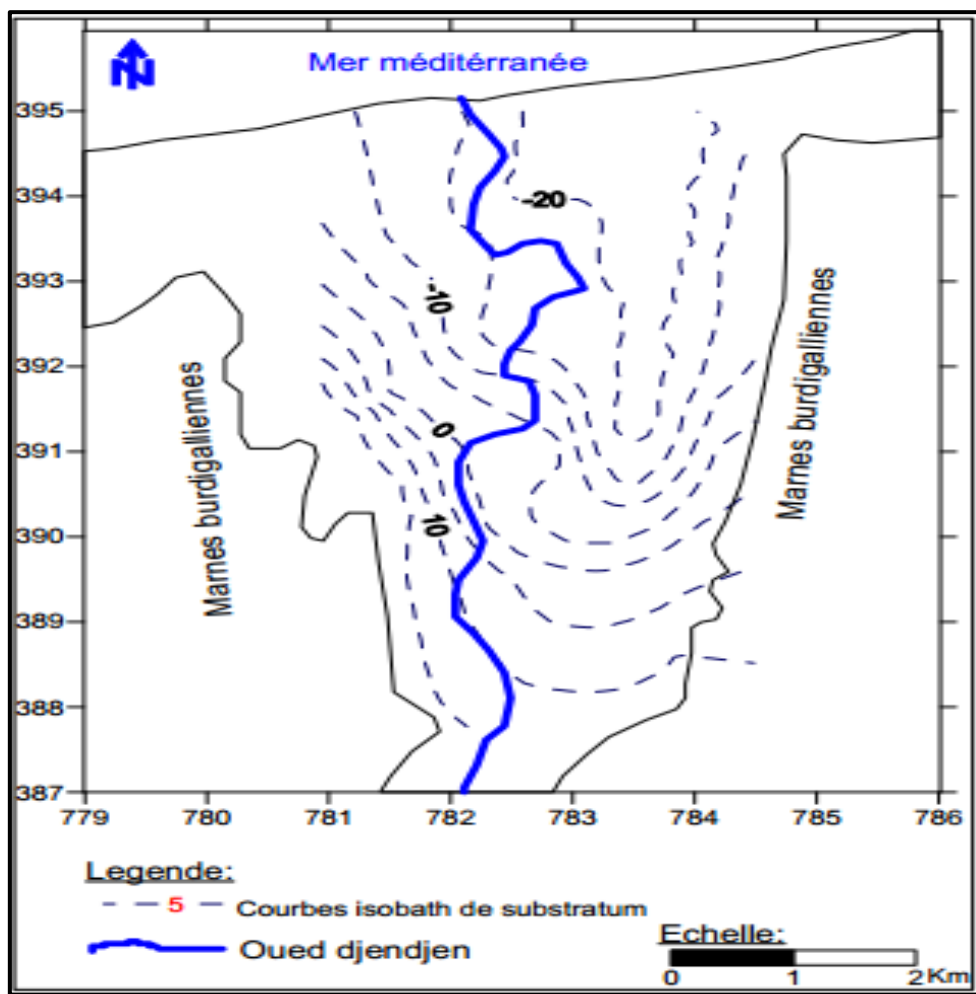 Mer méditérranée
N
395
394
-20
393
-10
392
Marnes burdigalliennes
Marnes burdigalliennes
391
0
390
10
389
388
387
779 780 781 782 783 784 785 786
Legende:
5 Courbes isobath de substratum
Oued djendjen
Echelle:
0 1 2 Km